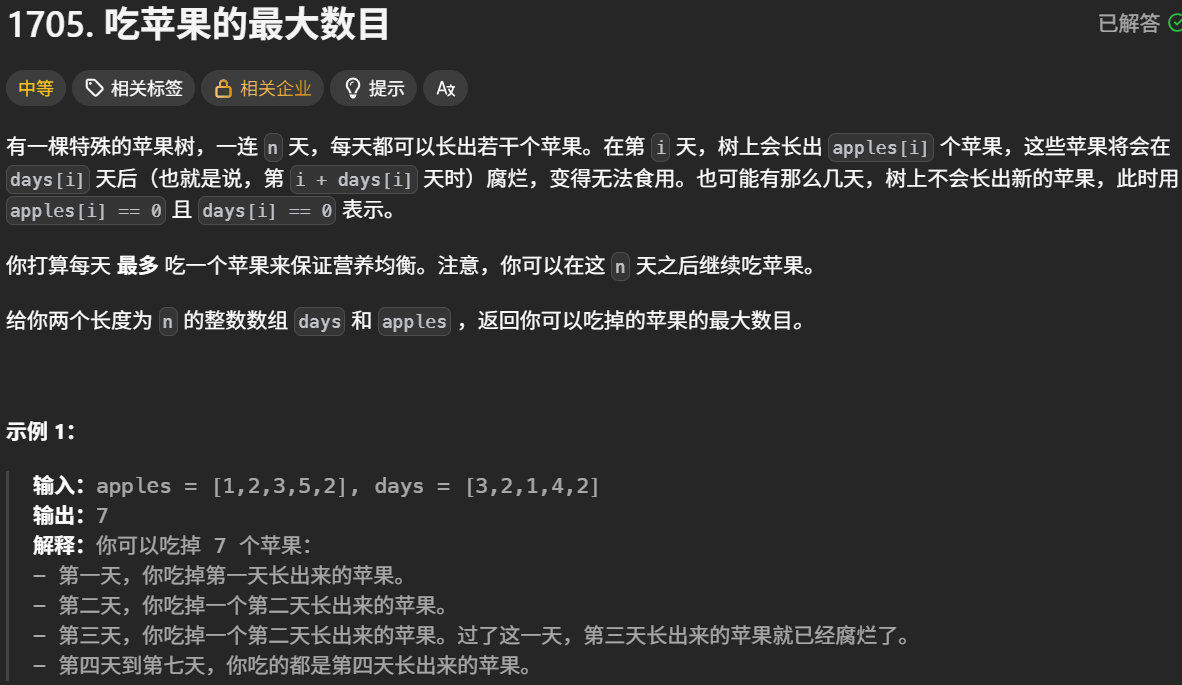 1705. 吃苹果的最大数目
已解答
中等 相关标签 相关企业 提示
有一棵特殊的苹果树，一连 n 天，每天都可以长出若干个苹果。在第 i 天，树上会长出 apples[i] 个苹果，这些苹果将会在
days[i] 天后（也就是说，第 i + days[i] 天时）腐烂，变得无法食用。也可能有那么几天，树上不会长出新的苹果，此时用
apples[i] == 0 且 days[i] == 0 表示。
你打算每天 最多 吃一个苹果来保证营养均衡。注意，你可以在这 n 天之后继续吃苹果。
给你两个长度为 n 的整数数组 days 和 apples ，返回你可以吃掉的苹果的最大数目。
示例 1：
输入：apples = [1,2,3,5,2], days = [3,2,1,4,2]
输出：7
解释：你可以吃掉 7 个苹果：
- 第一天，你吃掉第一天长出来的苹果。
- 第二天，你吃掉一个第二天长出来的苹果。
- 第三天，你吃掉一个第二天长出来的苹果。过了这一天，第三天长出来的苹果就已经腐烂了。
- 第四天到第七天，你吃的都是第四天长出来的苹果。